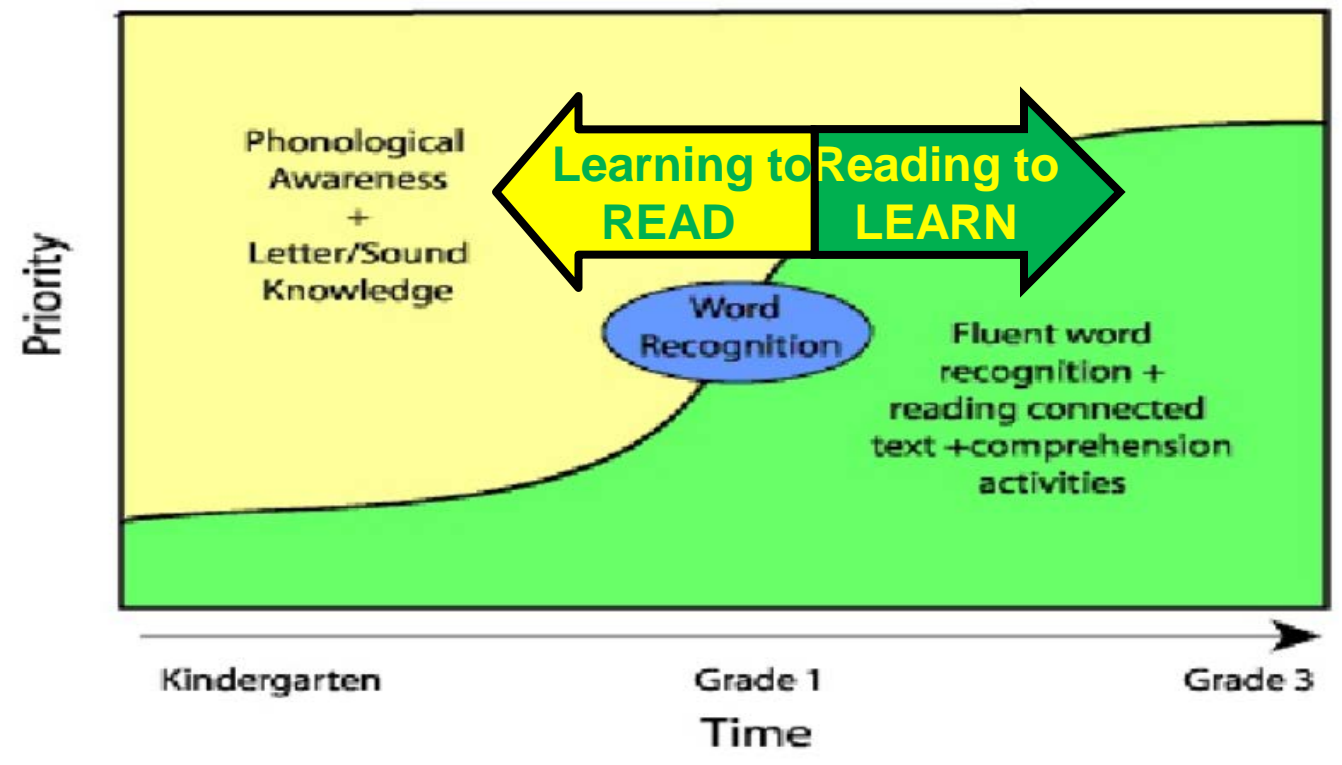 Priority
Phonological
Awareness
+
Letter/Sound
Knowledge
Learning to
READ
Reading to
LEARN
Word
Recognition
Fluent word
recognition +
reading connected
text +comprehension
activities
Kindergarten
Grade 1
Grade 3
Time